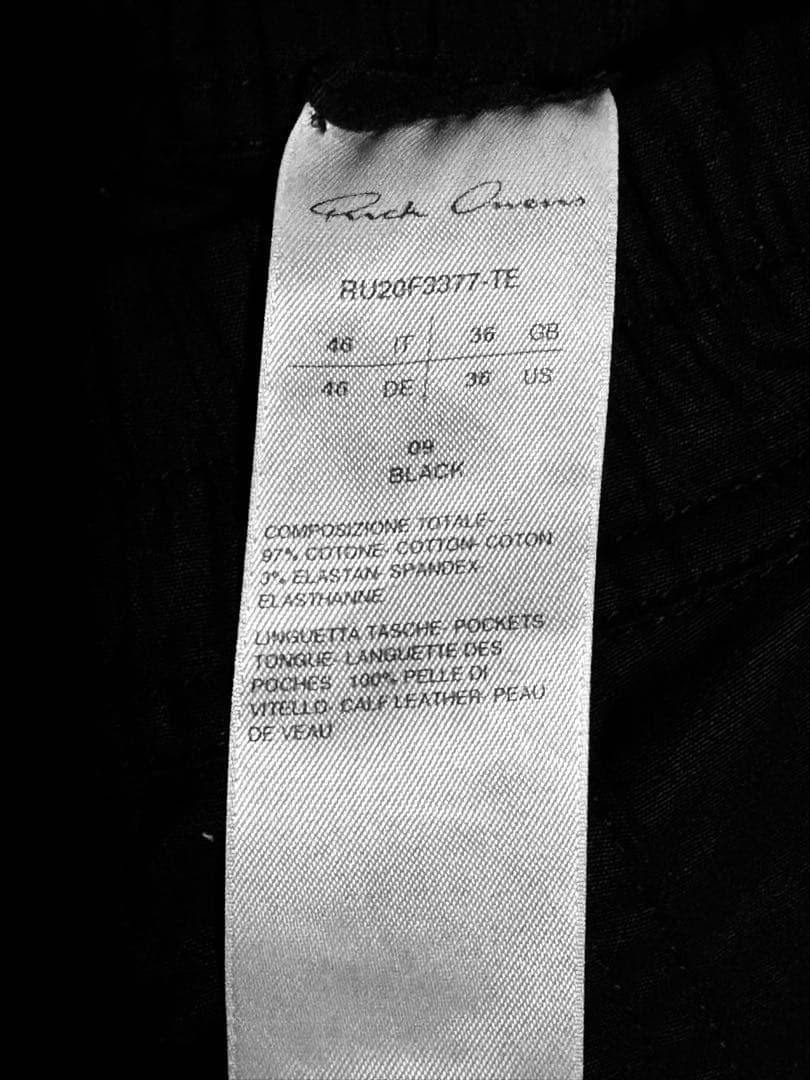 Rick Owens
RU20F3377-TE
46 IT 36 GB
46 DE 36 US
09
BLACK
COMPOSIZIONE TOTALE-
97% COTONE- COTTON- COTON
3% ELASTAN- SPANDEX-
ELASTHANNE
LINGUETTA TASCHE- POCKETS
TONGUE- LANGUETTE DES
POCHES 100% PELLE DI
VITELLO- CALF LEATHER- PEAU
DE VEAU